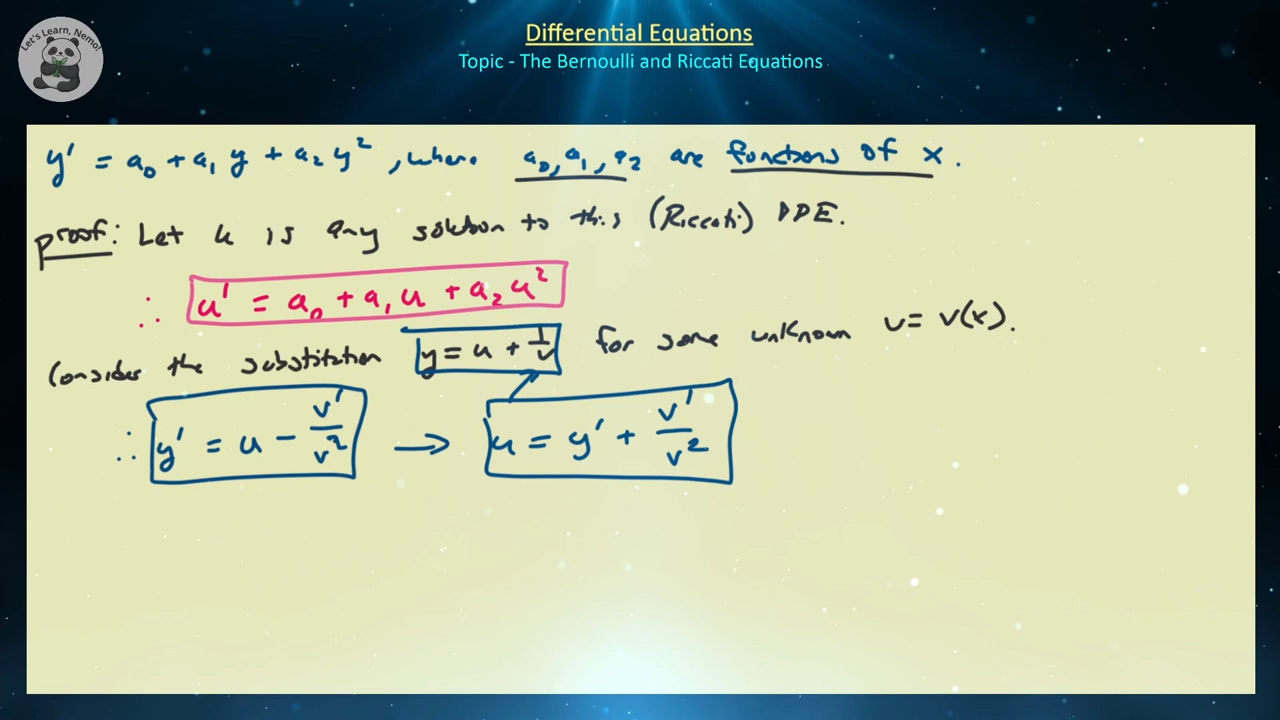 Let's Learn, Nemo!
Differential Equations
Topic - The Bernoulli and Riccati Equations
y' = a₀ + a₁ y + a₂ y², where a₀, a₁, a₂ are functions of x.
proof: Let u is any solution to this (Riccati) ODE.
∴ u' = a₀ + a₁ u + a₂ u²
Consider the substitution y = u + 1/v for some unknown v = v(x).
∴ y' = u - v'/v² → u = y' + v'/v²